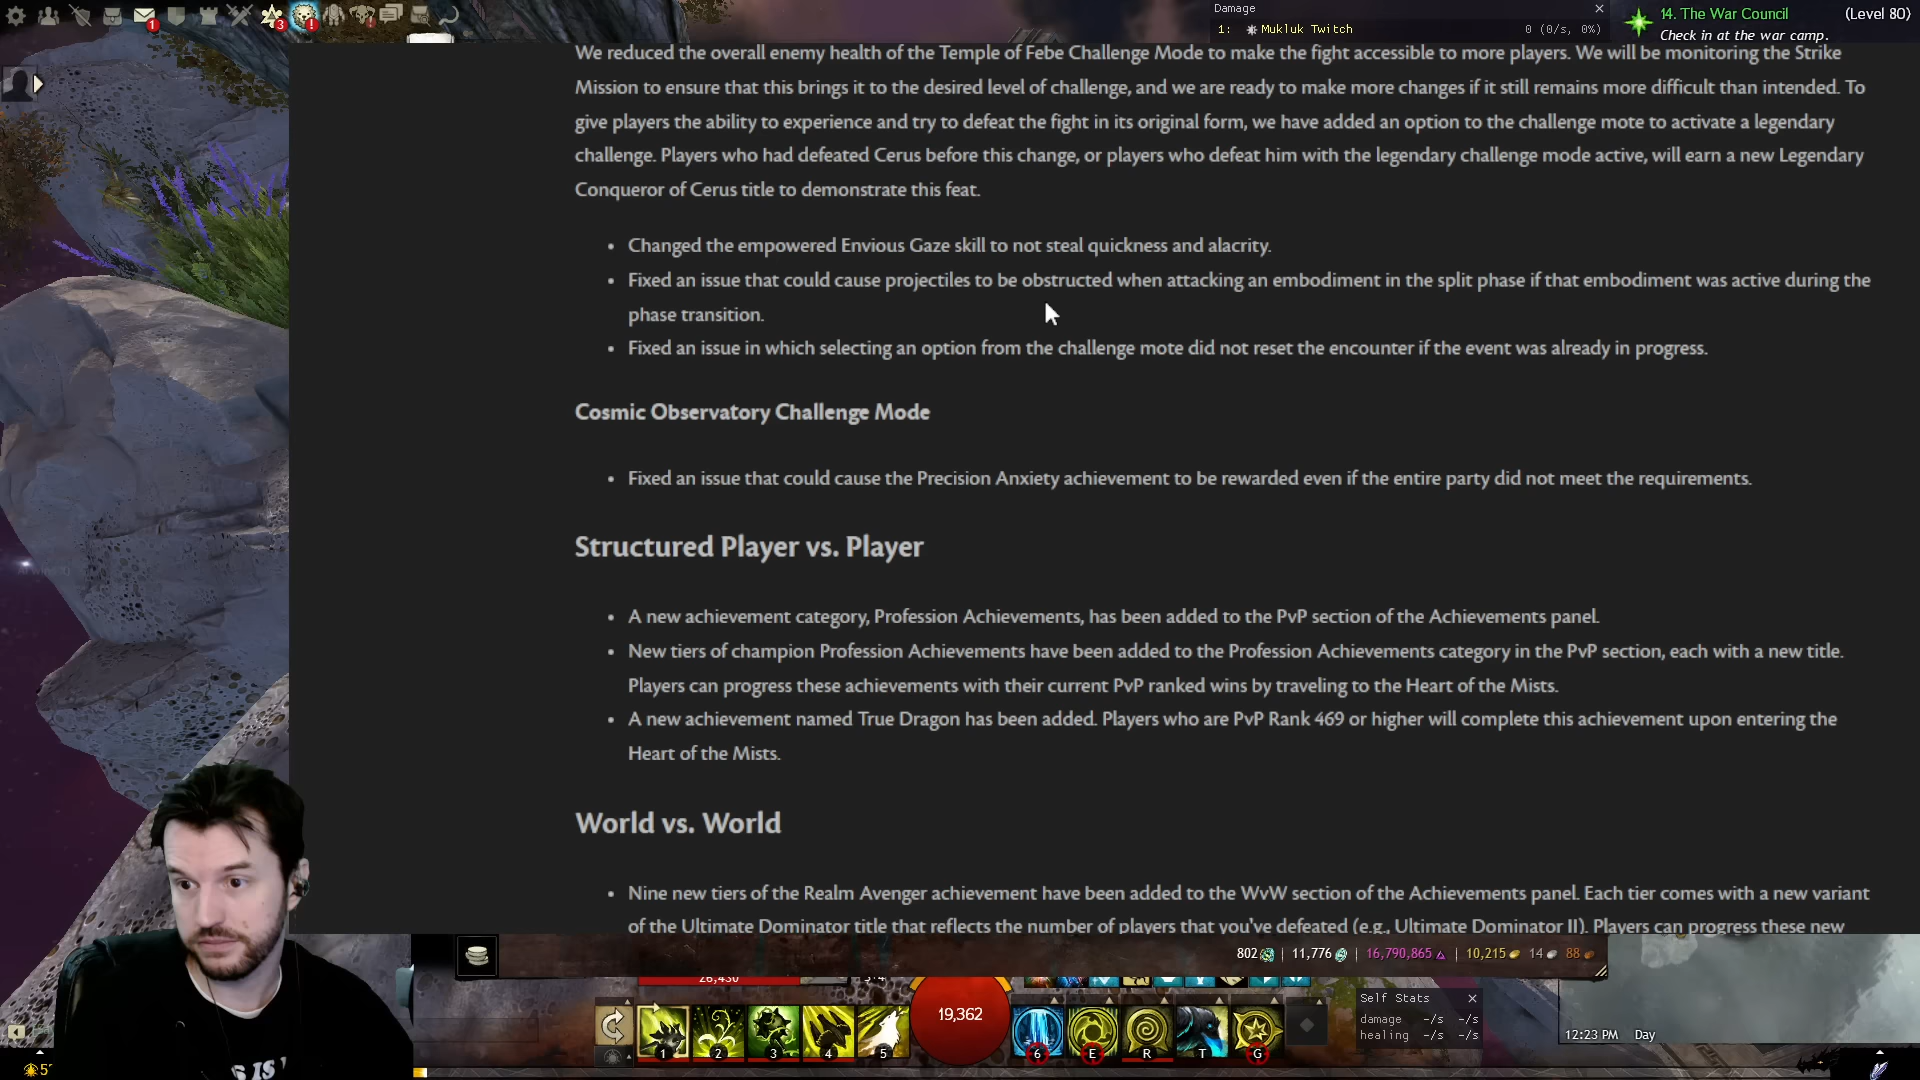 Damage
1: Mukluk Twitch 0 (0/s, 0%)
14. The War Council (Level 80)
Check in at the war camp.
1
3
We reduced the overall enemy health of the Temple of Febe Challenge Mode to make the fight accessible to more players. We will be monitoring the Strike
Mission to ensure that this brings it to the desired level of challenge, and we are ready to make more changes if it still remains more difficult than intended. To
give players the ability to experience and try to defeat the fight in its original form, we have added an option to the challenge mote to activate a legendary
challenge. Players who had defeated Cerus before this change, or players who defeat him with the legendary challenge mode active, will earn a new Legendary
Conqueror of Cerus title to demonstrate this feat.
• Changed the empowered Envious Gaze skill to not steal quickness and alacrity.
• Fixed an issue that could cause projectiles to be obstructed when attacking an embodiment in the split phase if that embodiment was active during the
phase transition.
• Fixed an issue in which selecting an option from the challenge mote did not reset the encounter if the event was already in progress.
Cosmic Observatory Challenge Mode
• Fixed an issue that could cause the Precision Anxiety achievement to be rewarded even if the entire party did not meet the requirements.
Structured Player vs. Player
• A new achievement category, Profession Achievements, has been added to the PvP section of the Achievements panel.
• New tiers of champion Profession Achievements have been added to the Profession Achievements category in the PvP section, each with a new title.
Players can progress these achievements with their current PvP ranked wins by traveling to the Heart of the Mists.
• A new achievement named True Dragon has been added. Players who are PvP Rank 469 or higher will complete this achievement upon entering the
Heart of the Mists.
World vs. World
• Nine new tiers of the Realm Avenger achievement have been added to the WvW section of the Achievements panel. Each tier comes with a new variant
of the Ultimate Dominator title that reflects the number of players that you've defeated (e.g., Ultimate Dominator II). Players can progress these new
802 | 11,776 | 16,790,865 | 10,215 14 88
26,430
19,362
1 2 3 4 5 6 E R T G
Self Stats
damage -/s -/s
healing -/s -/s
12:23 PM Day